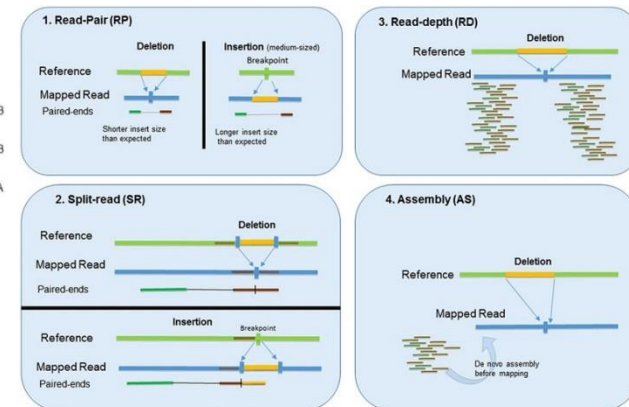 B
B
A
1. Read-Pair (RP)
Deletion
Reference
Mapped Read
Paired-ends
Shorter insert size
than expected
Insertion (medium-sized)
Breakpoint
Longer insert size
than expected
3. Read-depth (RD)
Deletion
Reference
Mapped Read
2. Split-read (SR)
Deletion
Reference
Mapped Read
Paired-ends
Insertion
Reference
Breakpoint
Mapped Read
Paired-ends
4. Assembly (AS)
Deletion
Reference
Mapped Read
De novo assembly
before mapping